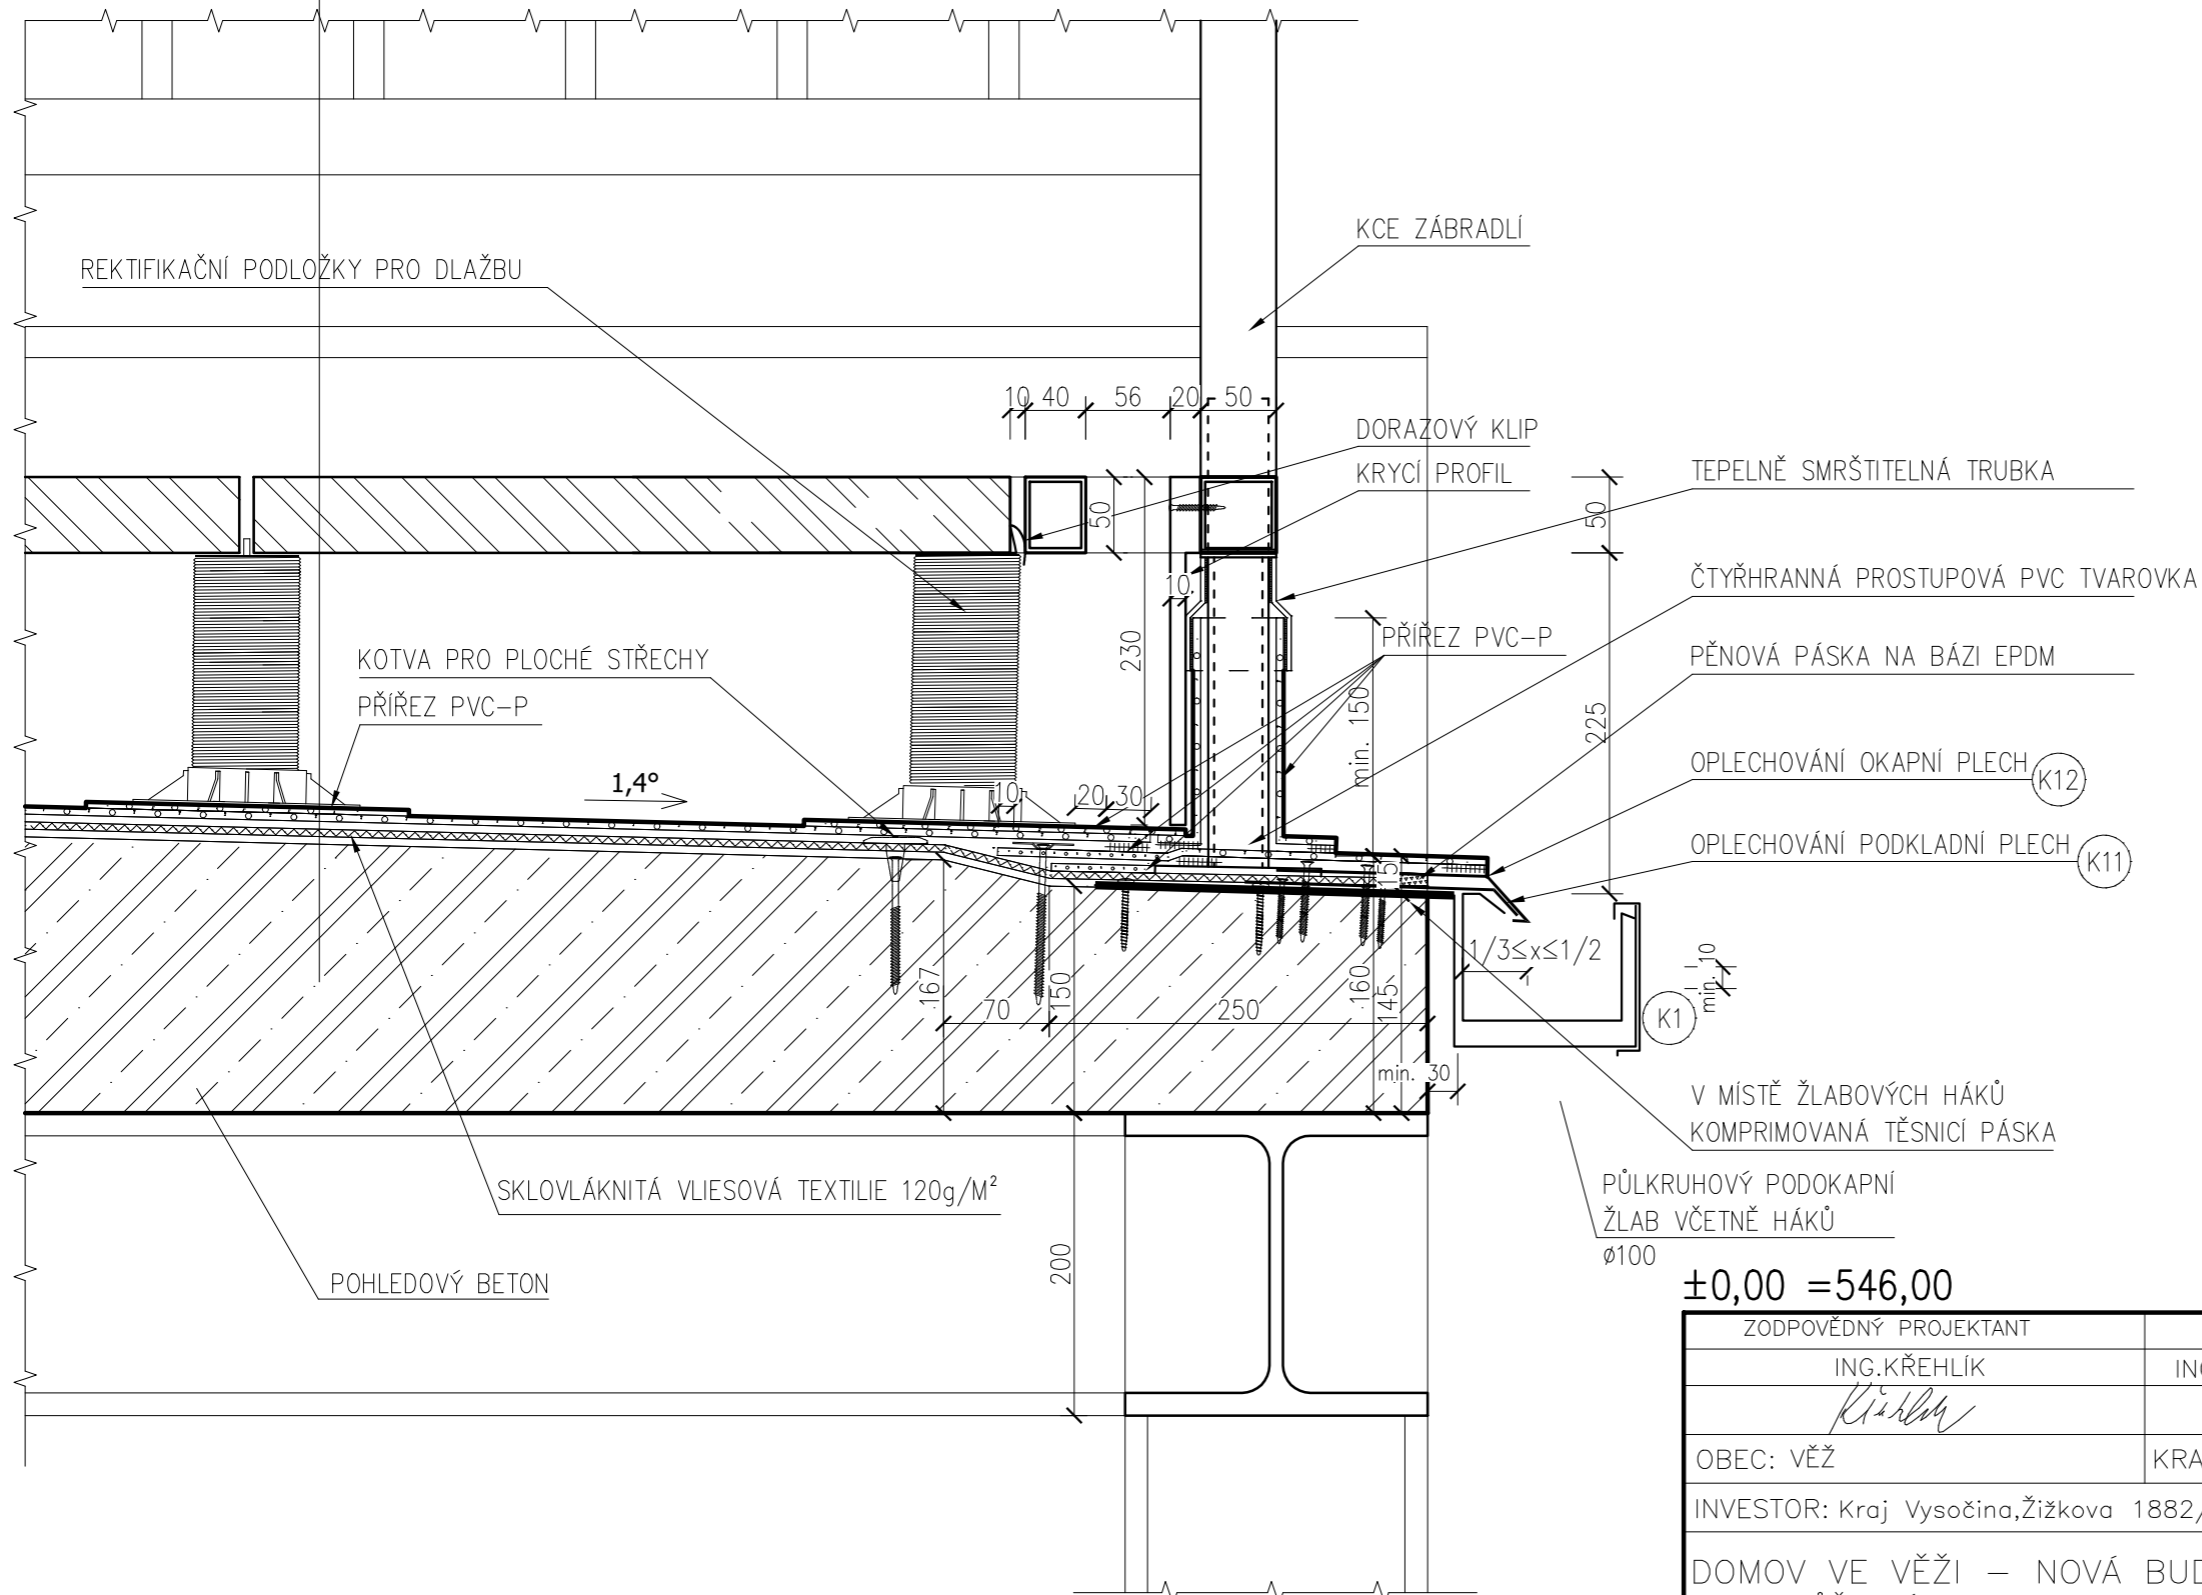 KCE ZÁBRADLÍ
REKTIFIKAČNÍ PODLOŽKY PRO DLAŽBU
10 40 56 20 50
DORAZOVÝ KLIP
KRYCÍ PROFIL
TEPELNĚ SMRŠTITELNÁ TRUBKA
50
50
10
ČTYŘHRANNÁ PROSTUPOVÁ PVC TVAROVKA
PŘÍŘEZ PVC-P
230
KOTVA PRO PLOCHÉ STŘECHY
PĚNOVÁ PÁSKA NA BÁZI EPDM
PŘÍŘEZ PVC-P
min. 150
225
OPLECHOVÁNÍ OKAPNÍ PLECH K12
1,4°
10 20 30
OPLECHOVÁNÍ PODKLADNÍ PLECH K11
15
1/3≤x≤1/2
167
150
160
145
min. 10
70 250
K1
min. 30
V MÍSTĚ ŽLABOVÝCH HÁKŮ
KOMPRIMOVANÁ TĚSNICÍ PÁSKA
SKLOVLÁKNITÁ VLIESOVÁ TEXTILIE 120g/M²
PŮLKRUHOVÝ PODOKAPNÍ
ŽLAB VČETNĚ HÁKŮ
ø100
200
POHLEDOVÝ BETON
±0,00 =546,00
ZODPOVĚDNÝ PROJEKTANT
ING.KŘEHLÍK
OBEC: VĚŽ
INVESTOR: Kraj Vysočina,Žižkova 1882/
DOMOV VE VĚŽI – NOVÁ BUD